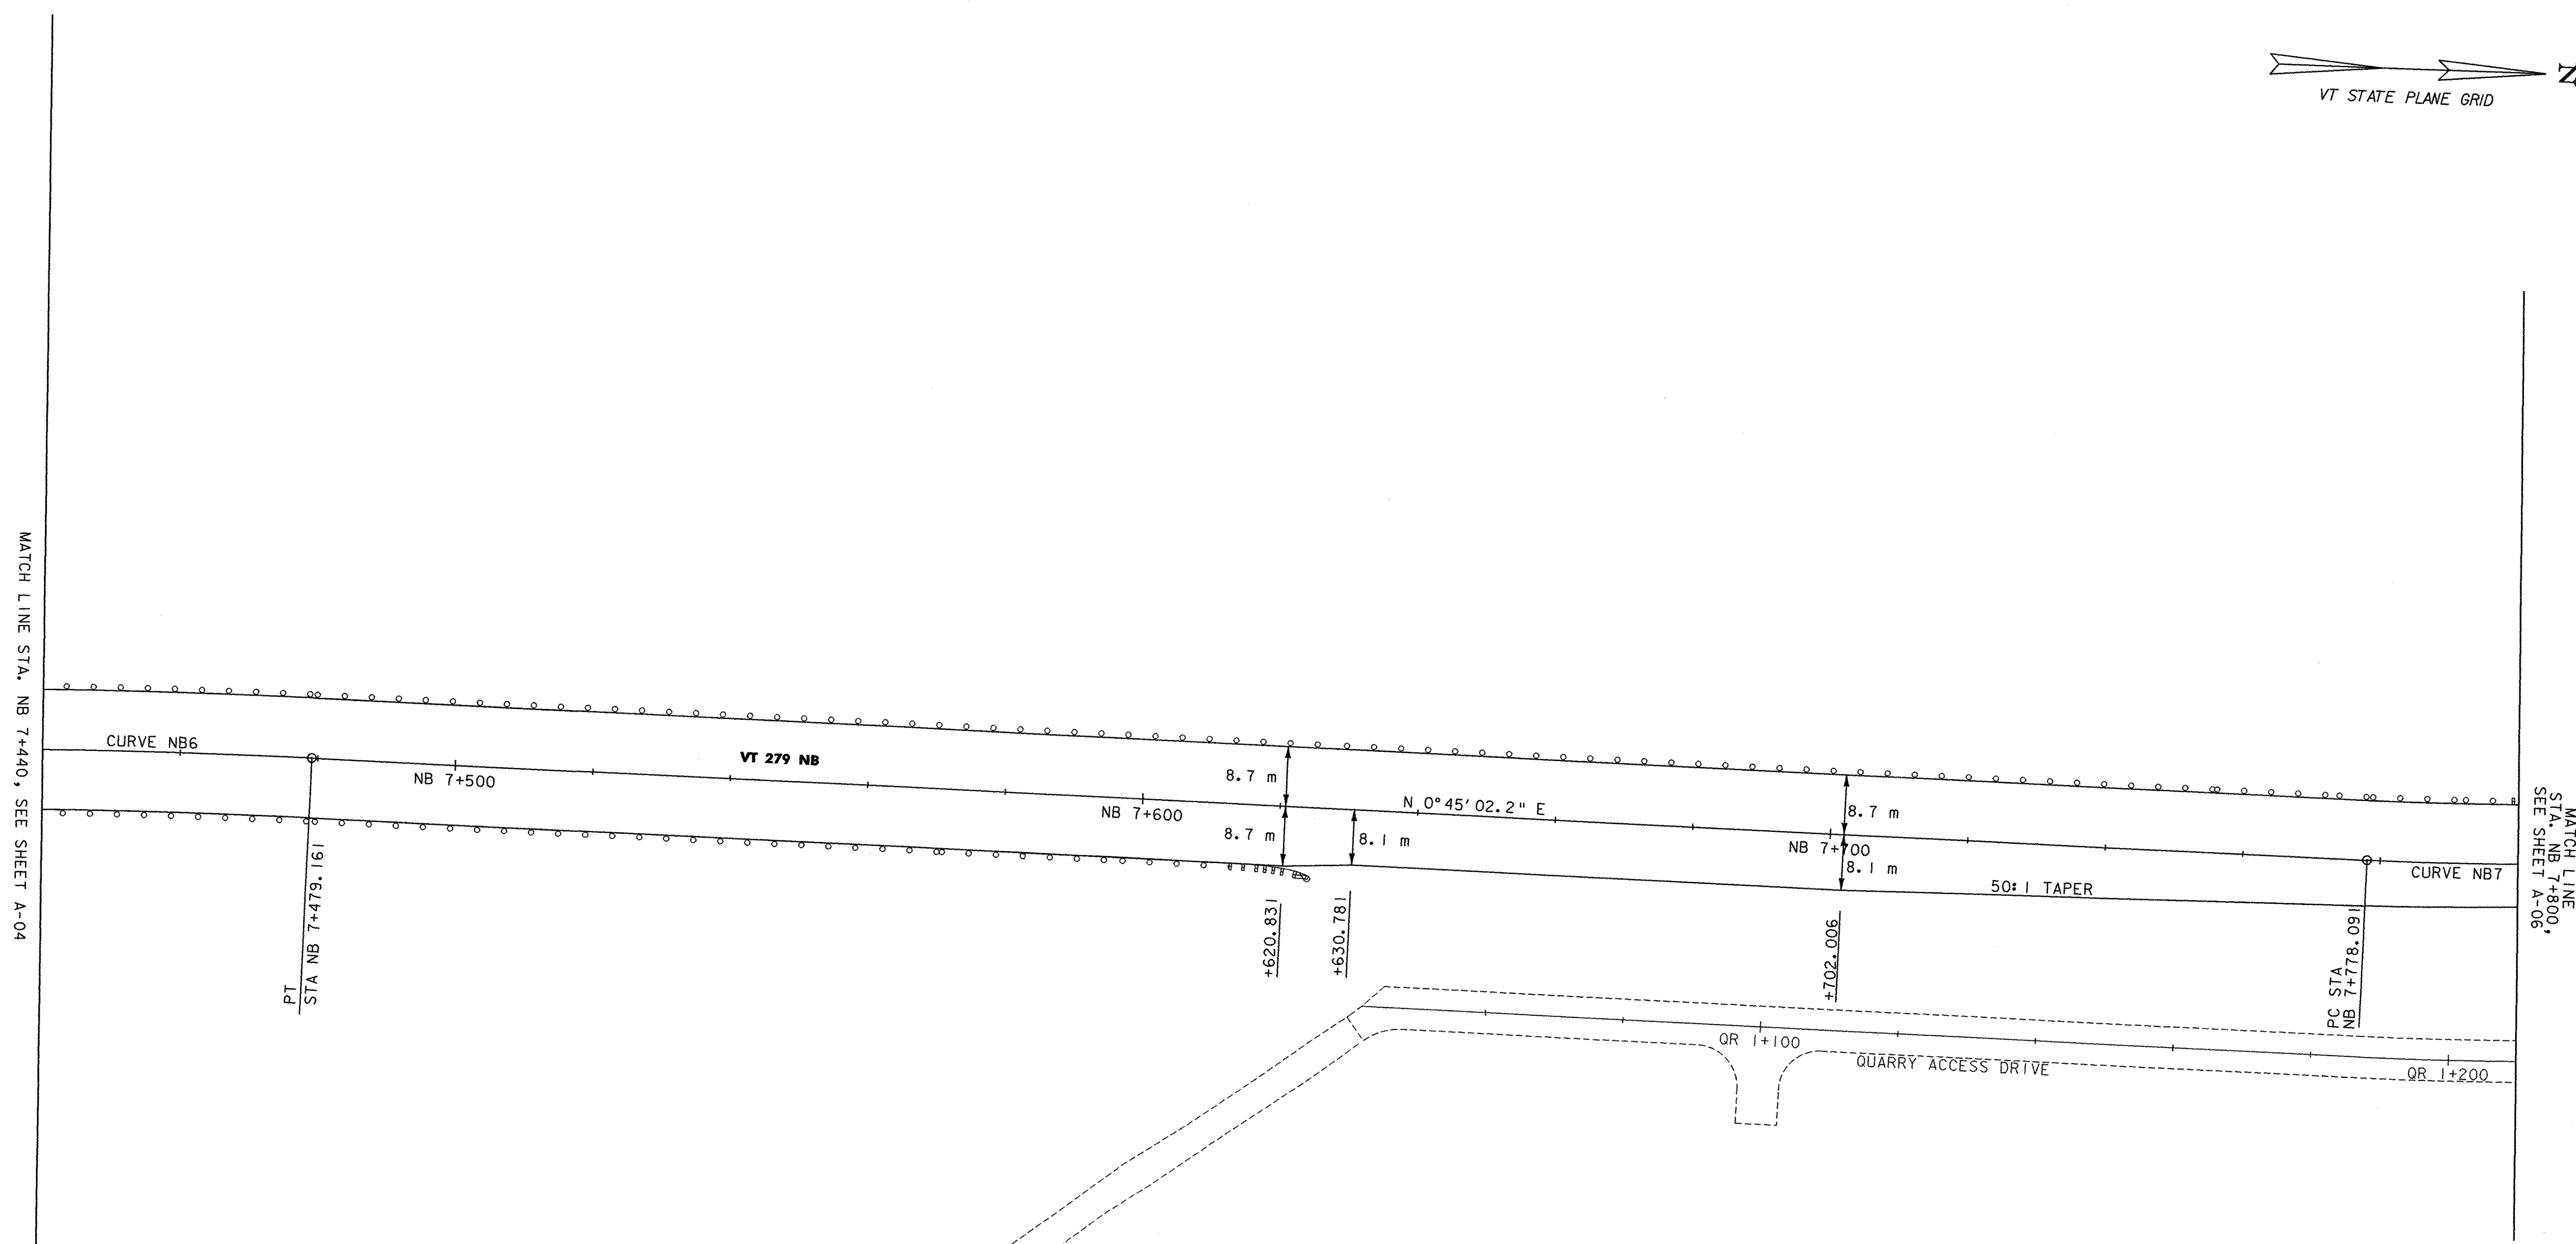 N
VT STATE PLANE GRID
MATCH LINE STA. NB 7+440, SEE SHEET A-04
CURVE NB6
PT
STA NB 7+479.161
NB 7+500
VT 279 NB
NB 7+600
8.7 m
8.7 m
8.1 m
N 0°45'02.2" E
+620.831
+630.781
8.7 m
NB 7+700
8.1 m
+702.006
50:1 TAPER
PC STA
NB 7+778.091
CURVE NB7
MATCH LINE
STA. NB 7+800,
SEE SHEET A-06
QR 1+100
QUARRY ACCESS DRIVE
QR 1+200